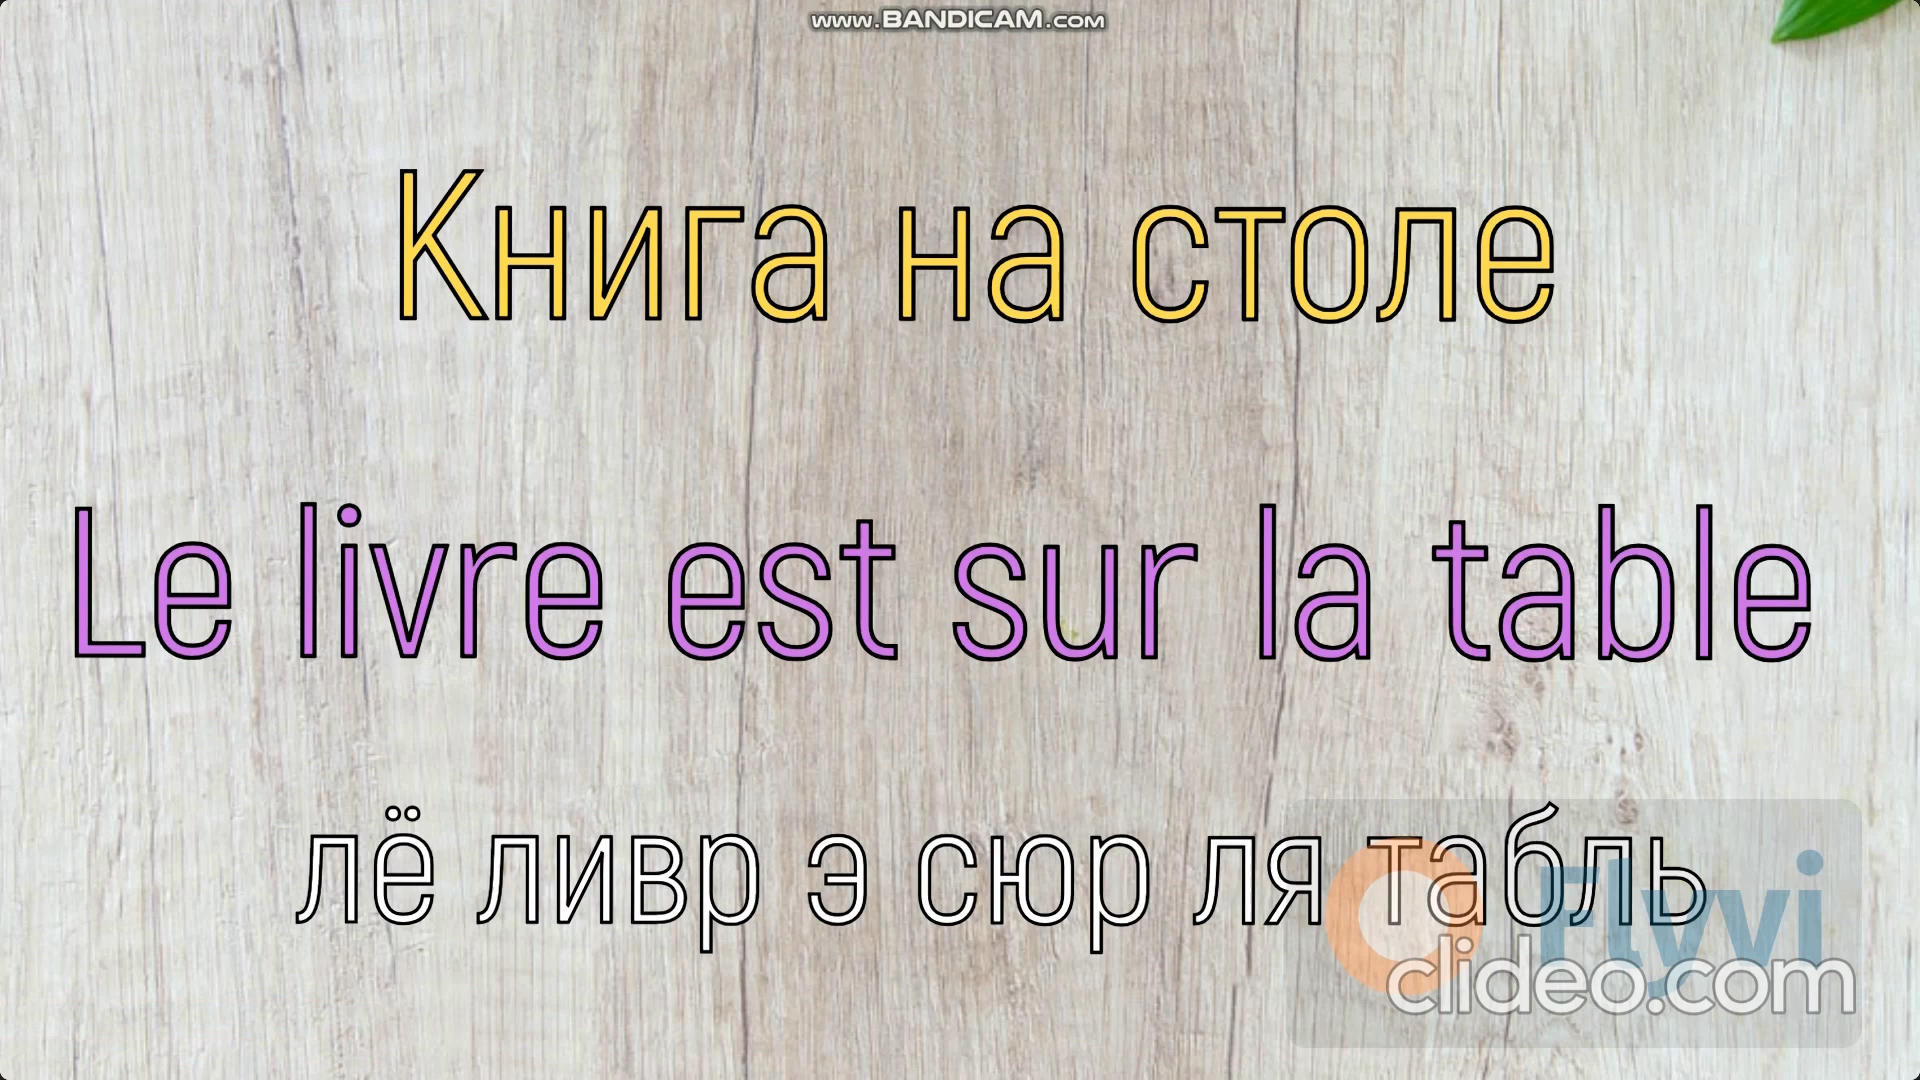 www.BANDICAM.com
Книга на столе
Le livre est sur la table
лё ливр э сюр ля табль
Flyvi
clideo.com